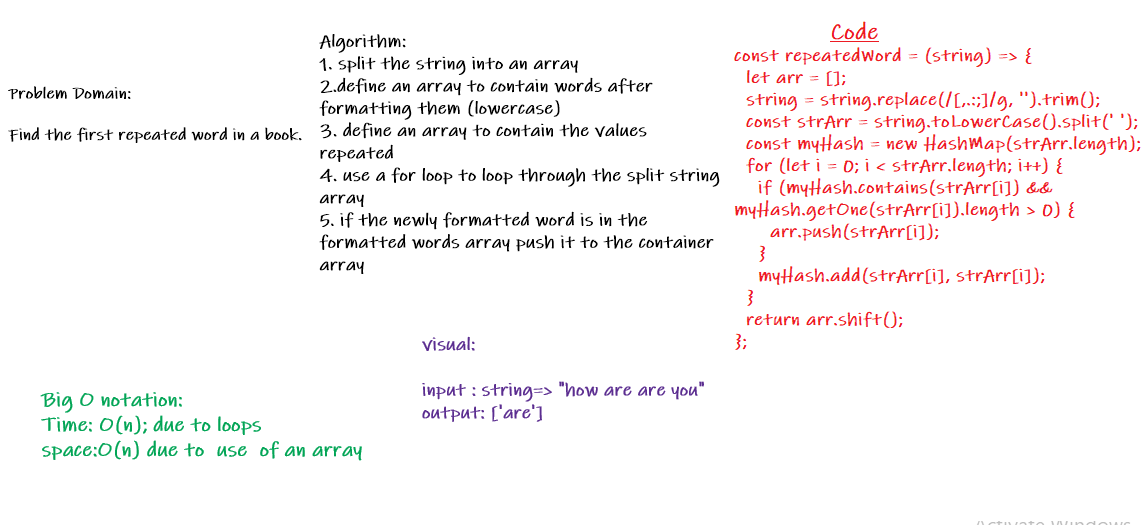 Problem Domain:
Find the first repeated word in a book.
Algorithm:
1. split the string into an array
2.define an array to contain words after
formatting them (lowercase)
3. define an array to contain the values
repeated
4. use a for loop to loop through the split string
array
5. if the newly formatted word is in the
formatted words array push it to the container
array
Code
const repeatedWord = (string) => {
let arr = [];
string = string.replace(/[,.:;]/g, '').trim();
const strArr = string.toLowerCase().split(' ');
const myHash = new HashMap(strArr.length);
for (let i = 0; i < strArr.length; i++) {
if (myHash.contains(strArr[i]) &&
myHash.getOne(strArr[i]).length > 0) {
arr.push(strArr[i]);
}
myHash.add(strArr[i], strArr[i]);
}
return arr.shift();
};
visual:
input : string=> "how are are you"
output: ['are']
Big O notation:
Time: O(n); due to loops
space:O(n) due to use of an array
Activate Windows